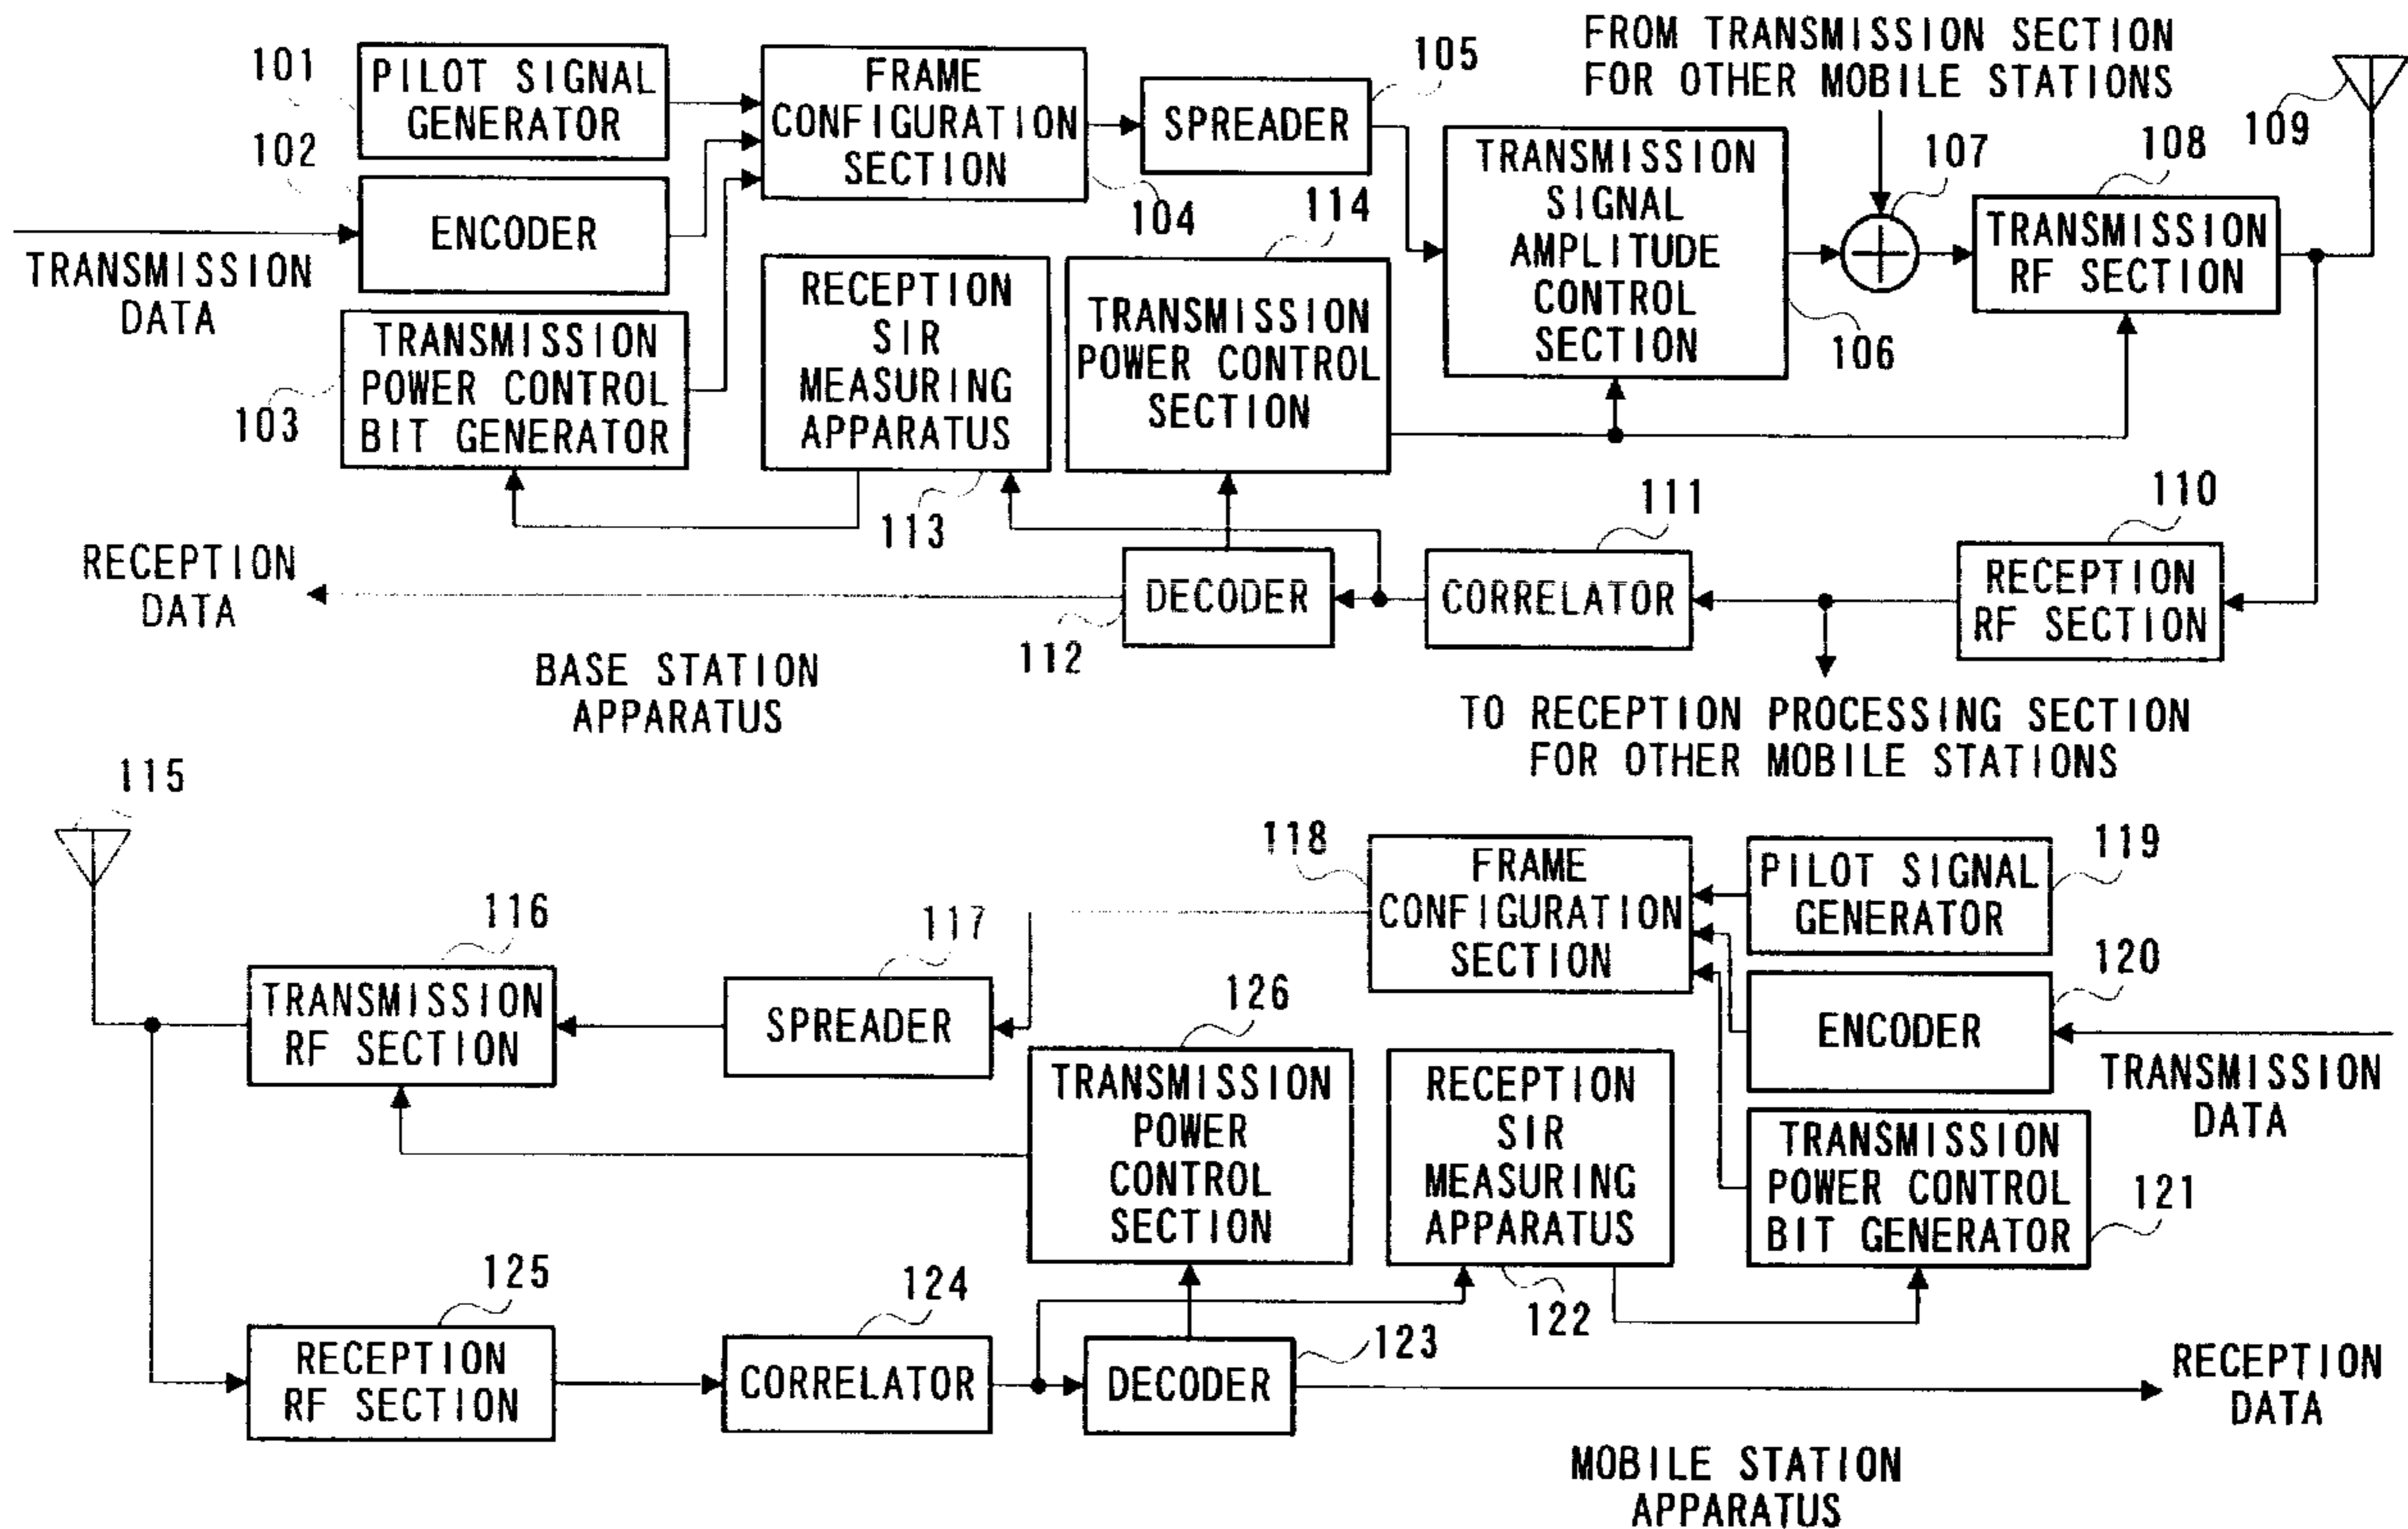 FROM TRANSMISSION SECTION
FOR OTHER MOBILE STATIONS
101
PILOT SIGNAL
GENERATOR
FRAME
CONFIGURATION
SECTION
104
105
SPREADER
102
ENCODER
TRANSMISSION
DATA
103
TRANSMISSION
POWER CONTROL
BIT GENERATOR
RECEPTION
SIR
MEASURING
APPARATUS
113
114
TRANSMISSION
POWER CONTROL
SECTION
TRANSMISSION
SIGNAL
AMPLITUDE
CONTROL
SECTION
106
107
108
TRANSMISSION
RF SECTION
109
RECEPTION
DATA
112
DECODER
111
CORRELATOR
110
RECEPTION
RF SECTION
BASE STATION
APPARATUS
TO RECEPTION PROCESSING SECTION
FOR OTHER MOBILE STATIONS
115
116
TRANSMISSION
RF SECTION
117
SPREADER
118
FRAME
CONFIGURATION
SECTION
119
PILOT SIGNAL
GENERATOR
120
ENCODER
TRANSMISSION
DATA
126
TRANSMISSION
POWER
CONTROL
SECTION
RECEPTION
SIR
MEASURING
APPARATUS
122
TRANSMISSION
POWER CONTROL
BIT GENERATOR
121
125
RECEPTION
RF SECTION
124
CORRELATOR
DECODER
123
RECEPTION
DATA
MOBILE STATION
APPARATUS